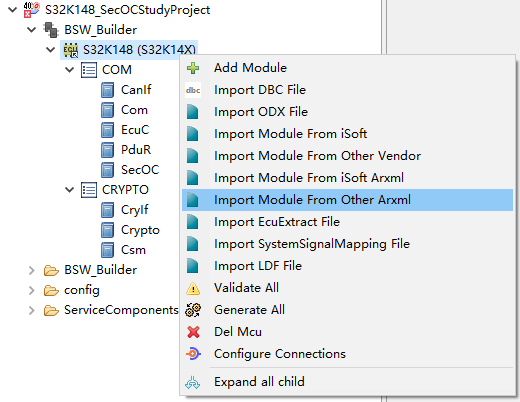 S32K148_SecOCStudyProject
BSW_Builder
S32K148 (S32K14X)
COM
CanIf
Com
EcuC
PduR
SecOC
CRYPTO
CryIf
Crypto
Csm
BSW_Builder
config
ServiceComponents
Add Module
dbc Import DBC File
Import ODX File
Import Module From iSoft
Import Module From Other Vendor
Import Module From iSoft Arxml
Import Module From Other Arxml
Import EcuExtract File
Import SystemSignalMapping File
Import LDF File
Validate All
Generate All
Del Mcu
Configure Connections
Expand all child